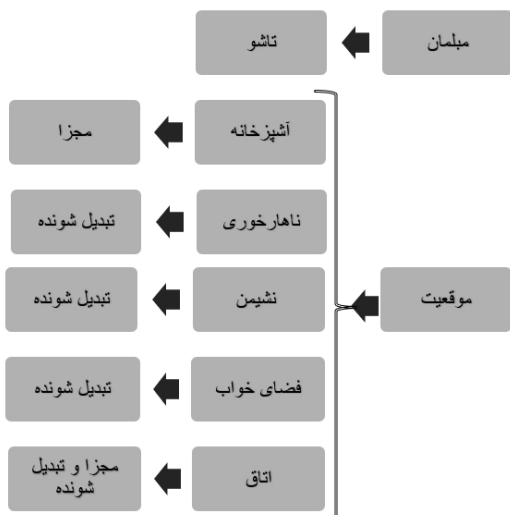 مبلمان
تاشو
موقعیت
آشپزخانه
مجزا
ناهارخوری
تبدیل شونده
نشیمن
تبدیل شونده
فضای خواب
تبدیل شونده
اتاق
مجزا و تبدیل
شونده